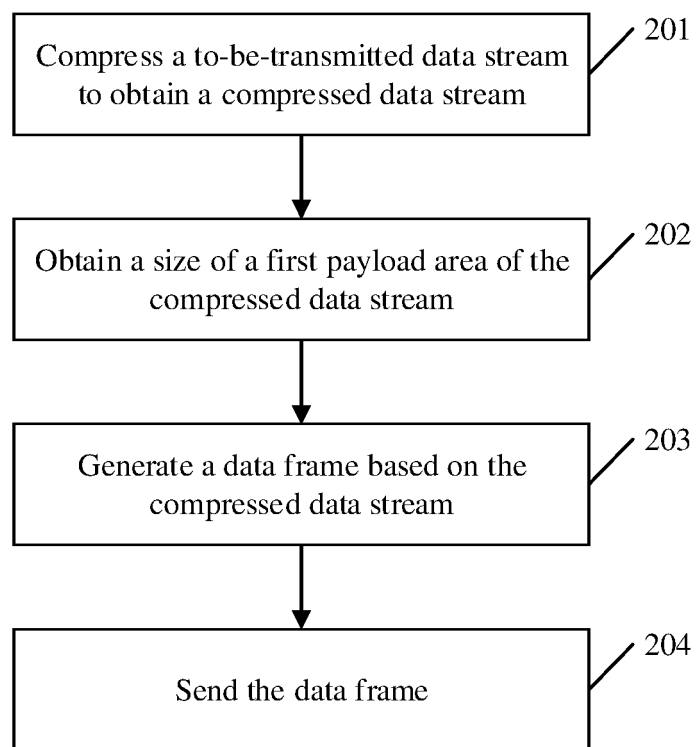 201
Compress a to-be-transmitted data stream
to obtain a compressed data stream
202
Obtain a size of a first payload area of the
compressed data stream
203
Generate a data frame based on the
compressed data stream
204
Send the data frame